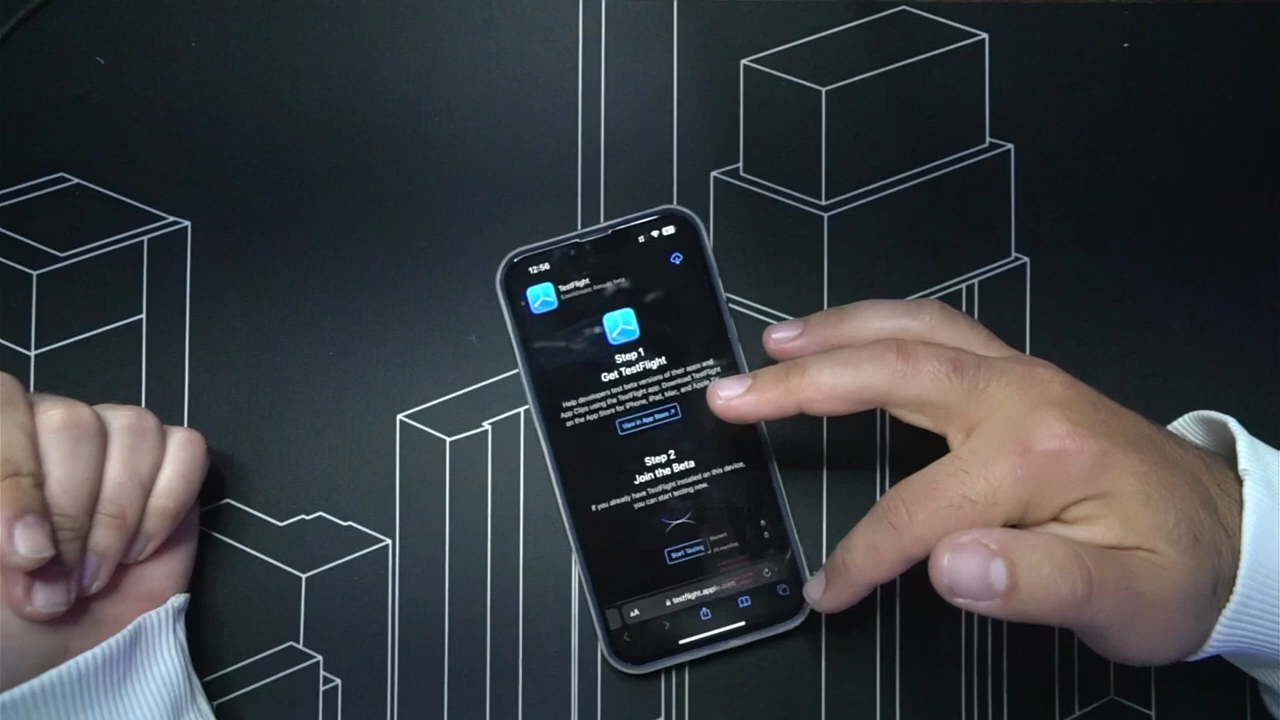 12:56
TestFlight
Step 1
Get TestFlight
Help developers test beta versions of their apps and
App Clips using the TestFlight app. Download TestFlight
on the App Store for iPhone, iPad, Mac, and Apple
View in App Store
Step 2
Join the Beta
If you already have TestFlight installed on this device,
you can start testing now.
Start Testing
AA
testflight.apple.com